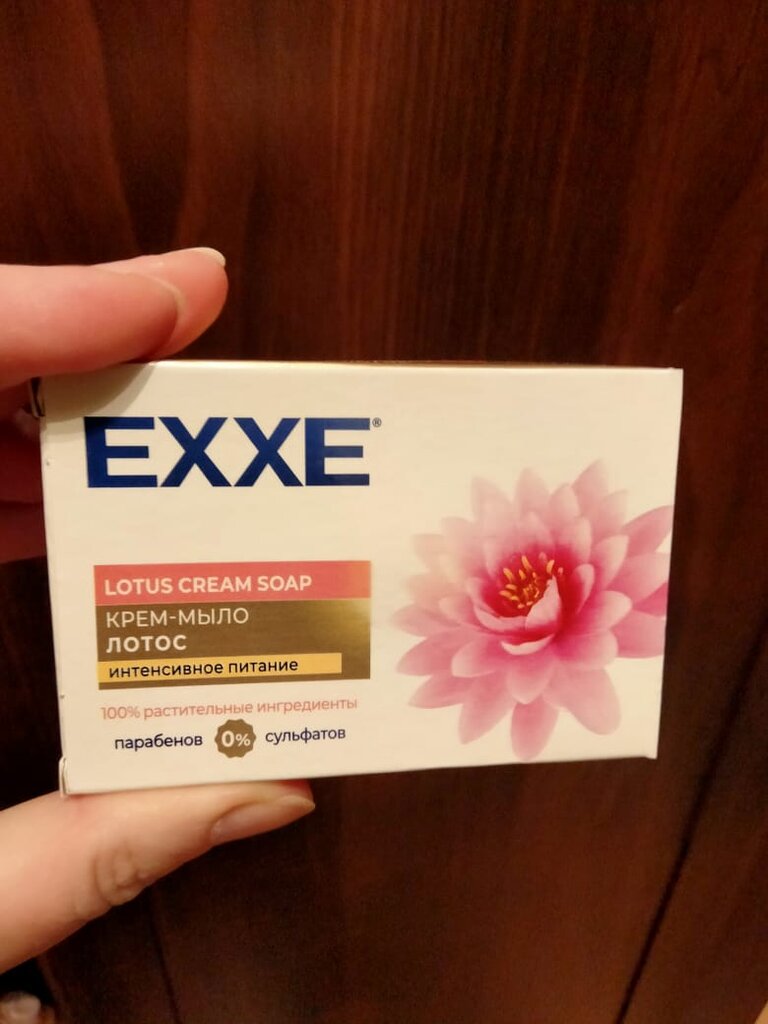 EXXE®
LOTUS CREAM SOAP
КРЕМ-МЫЛО
ЛОТОС
интенсивное питание
100% растительные ингредиенты
парабенов 0% сульфатов